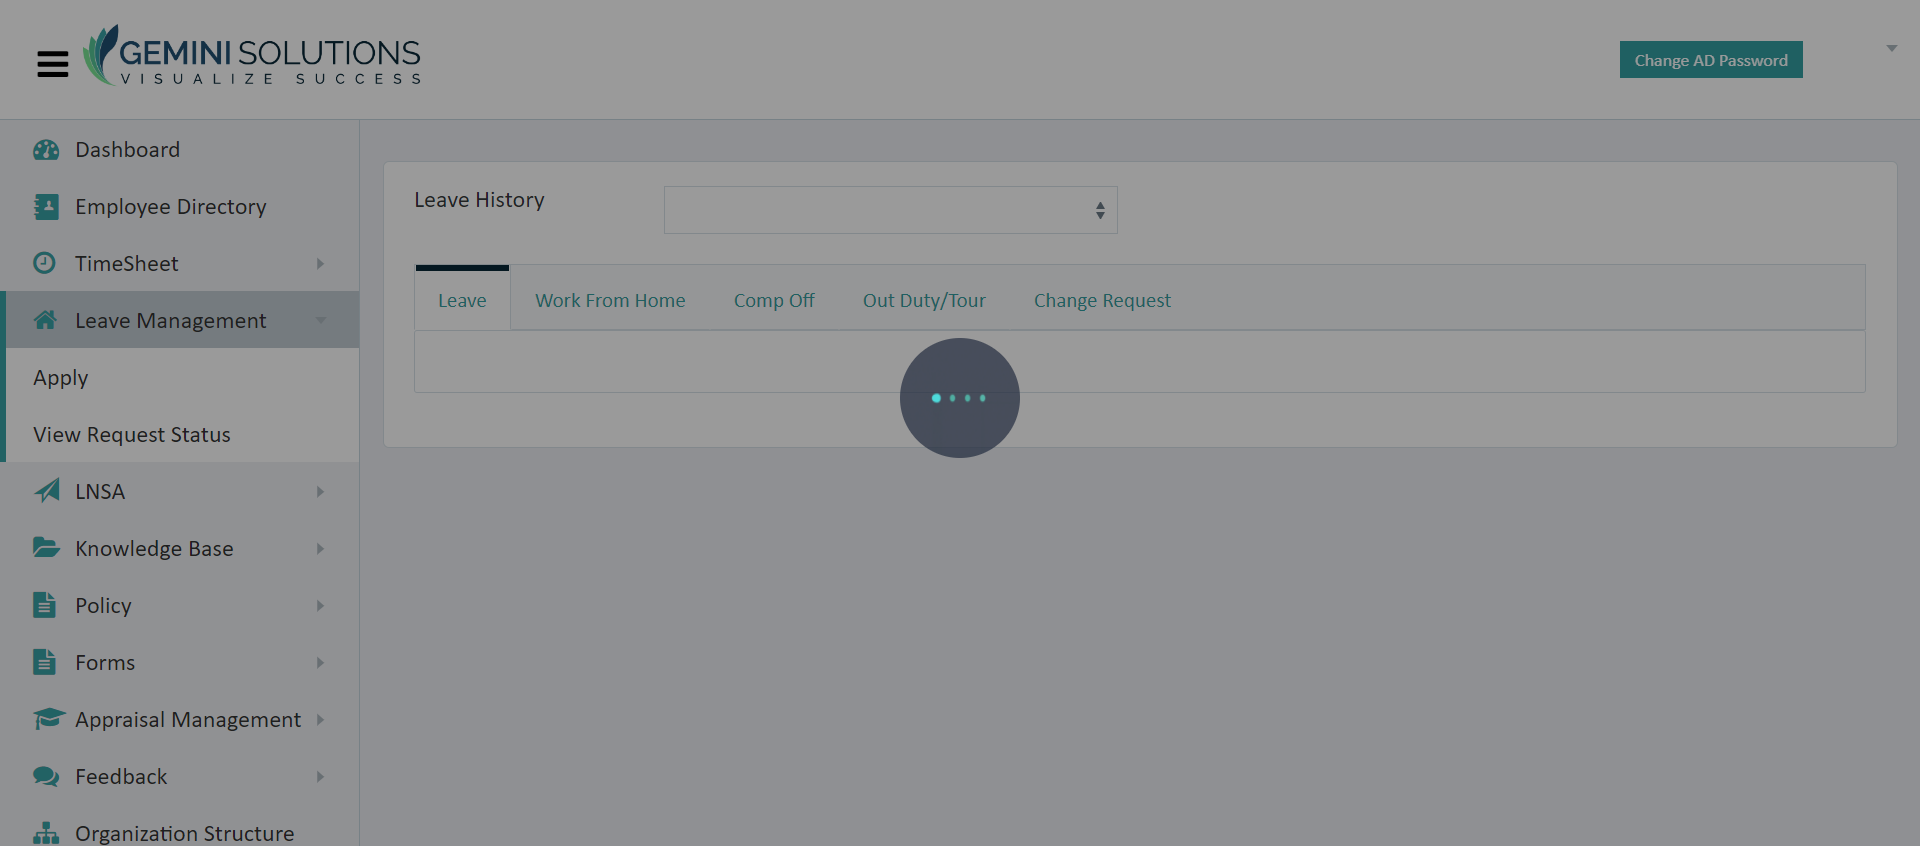 GEMINI SOLUTIONS
VISUALIZE SUCCESS
Change AD Password
Dashboard
Employee Directory
TimeSheet
Leave Management
Apply
View Request Status
LNSA
Knowledge Base
Policy
Forms
Appraisal Management
Feedback
Organization Structure
Leave History
Leave Work From Home Comp Off Out Duty/Tour Change Request